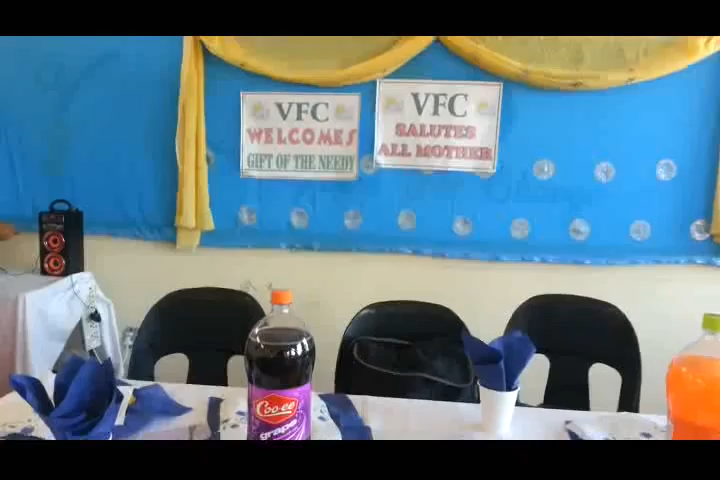 VFC
WELCOMES
GIFT OF THE NEEDY
VFC
SALUTES
ALL MOTHER
Coo-ee
grape